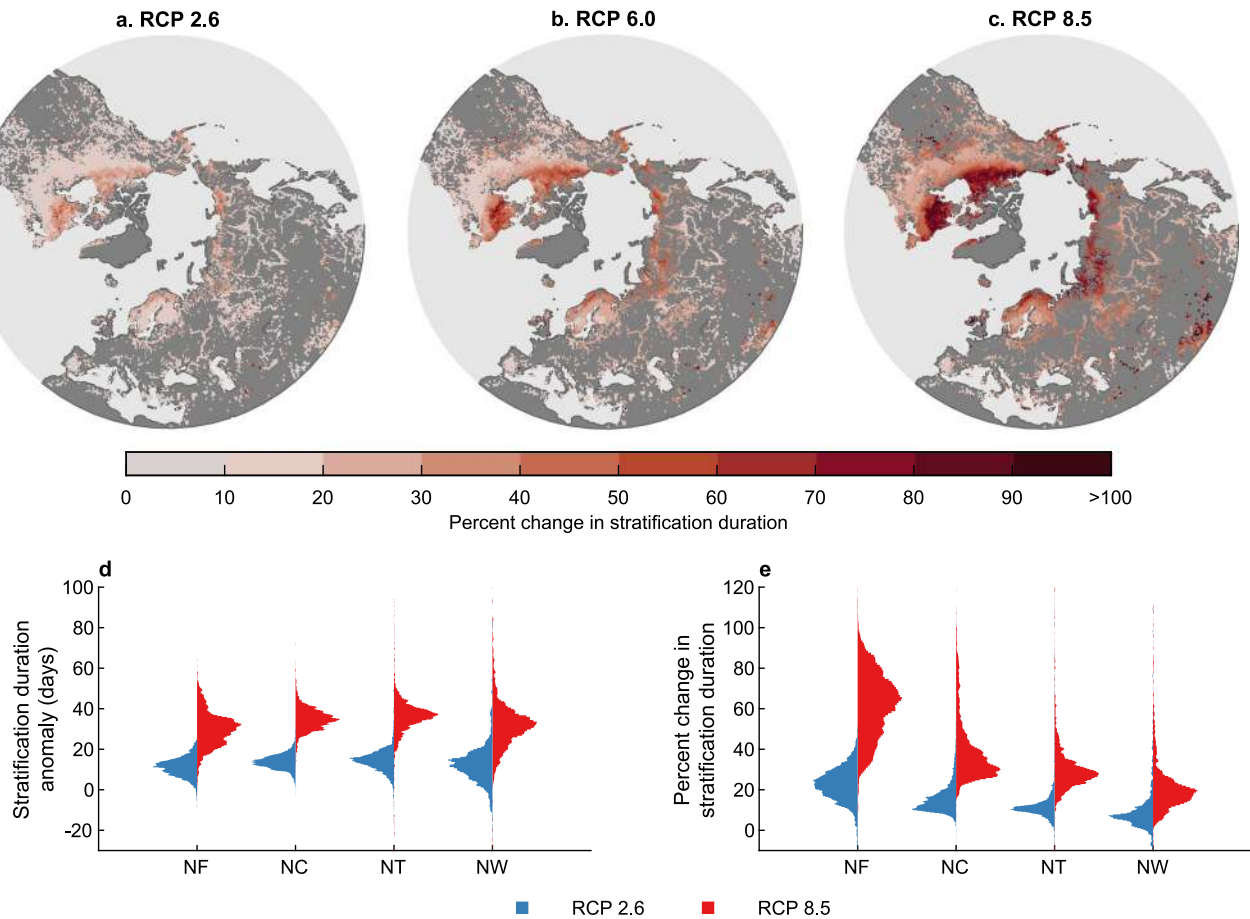 a. RCP 2.6
b. RCP 6.0
c. RCP 8.5
0 10 20 30 40 50 60 70 80 90 >100
Percent change in stratification duration
d
Stratification duration
anomaly (days)
100
80
60
40
20
0
-20
NF NC NT NW
e
Percent change in
stratification duration
120
100
80
60
40
20
0
NF NC NT NW
RCP 2.6 RCP 8.5